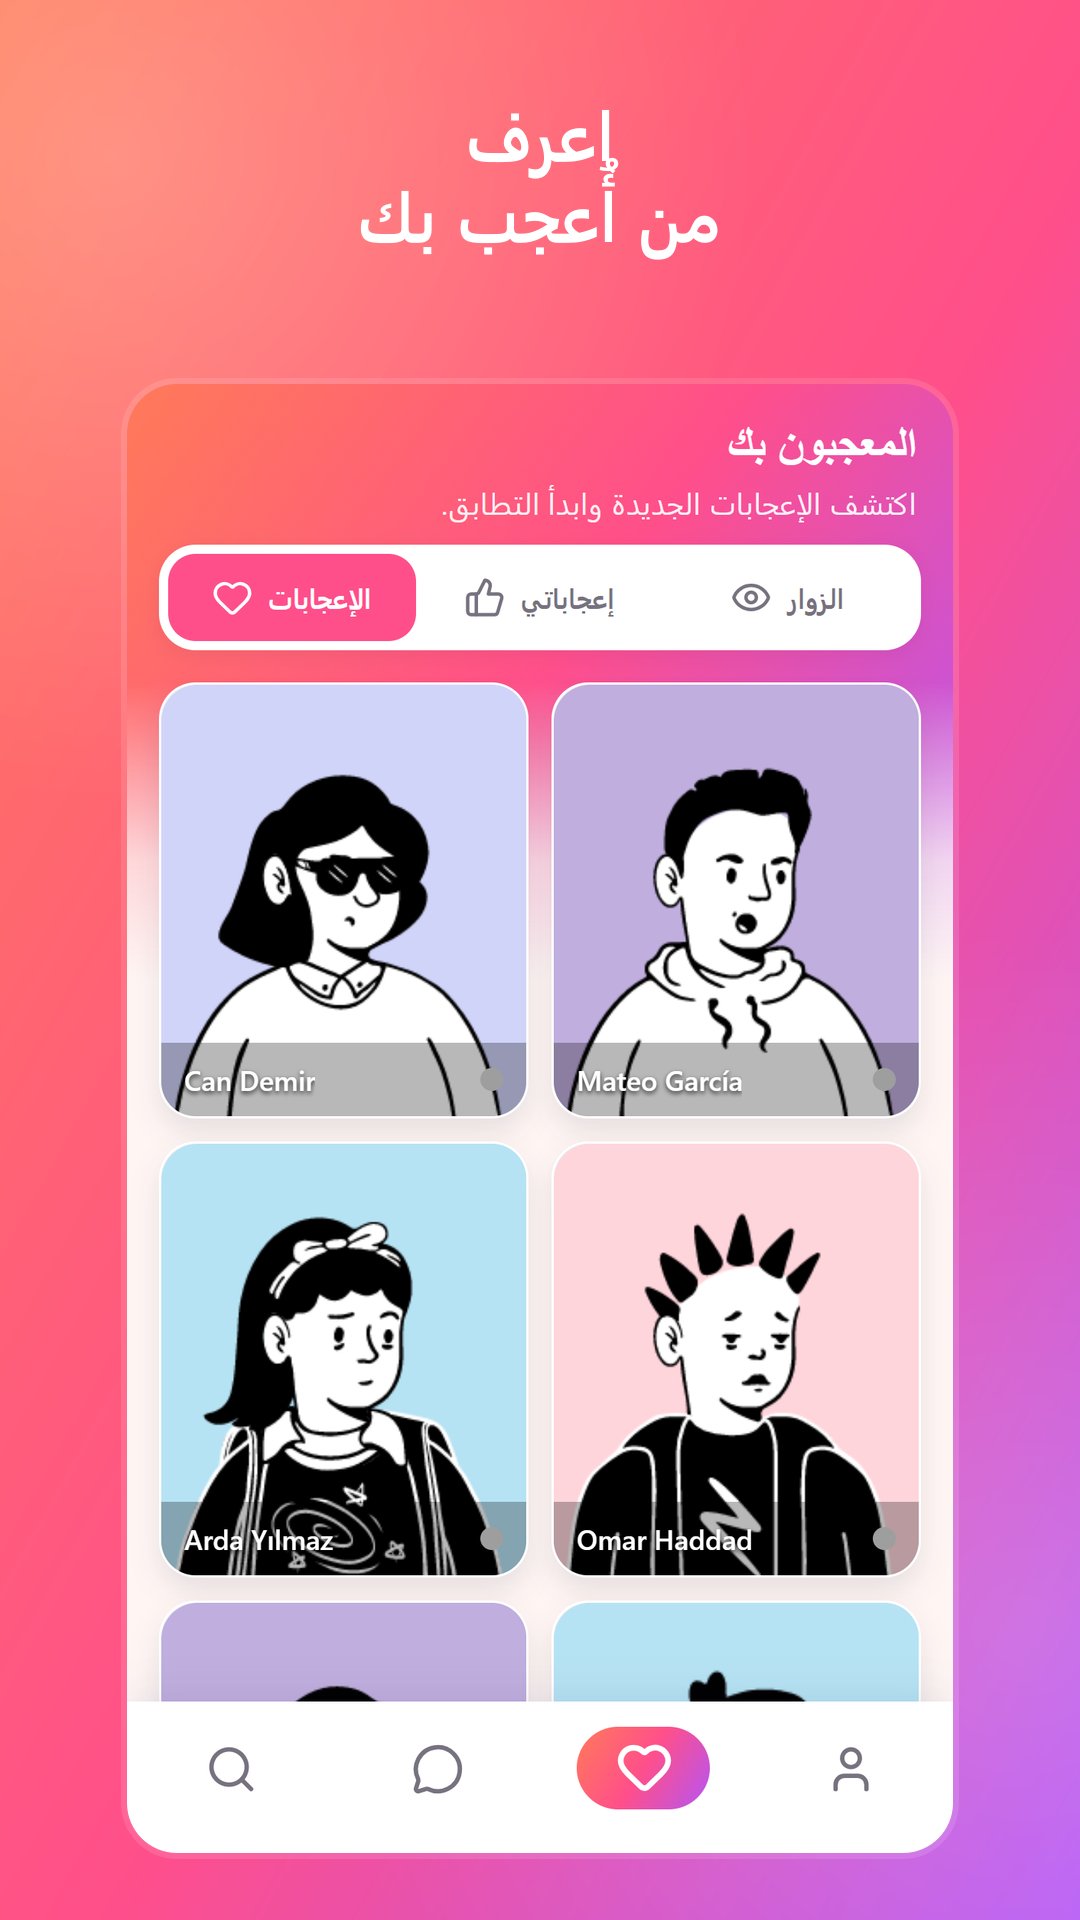 إعرف
من أُعجب بك
المعجبون بك
اكتشف الإعجابات الجديدة وابدأ التطابق.
الزوار
إعجاباتي
الإعجابات
Can Demir
Mateo García
Arda Yılmaz
Omar Haddad